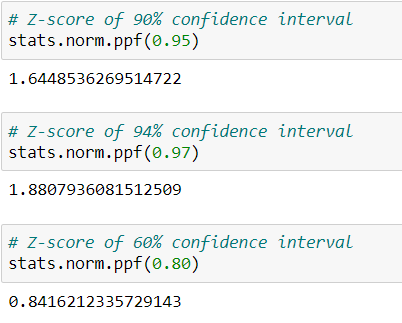 # Z-score of 90% confidence interval
stats.norm.ppf(0.95)
1.6448536269514722
# Z-score of 94% confidence interval
stats.norm.ppf(0.97)
1.8807936081512509
# Z-score of 60% confidence interval
stats.norm.ppf(0.80)
0.8416212335729143